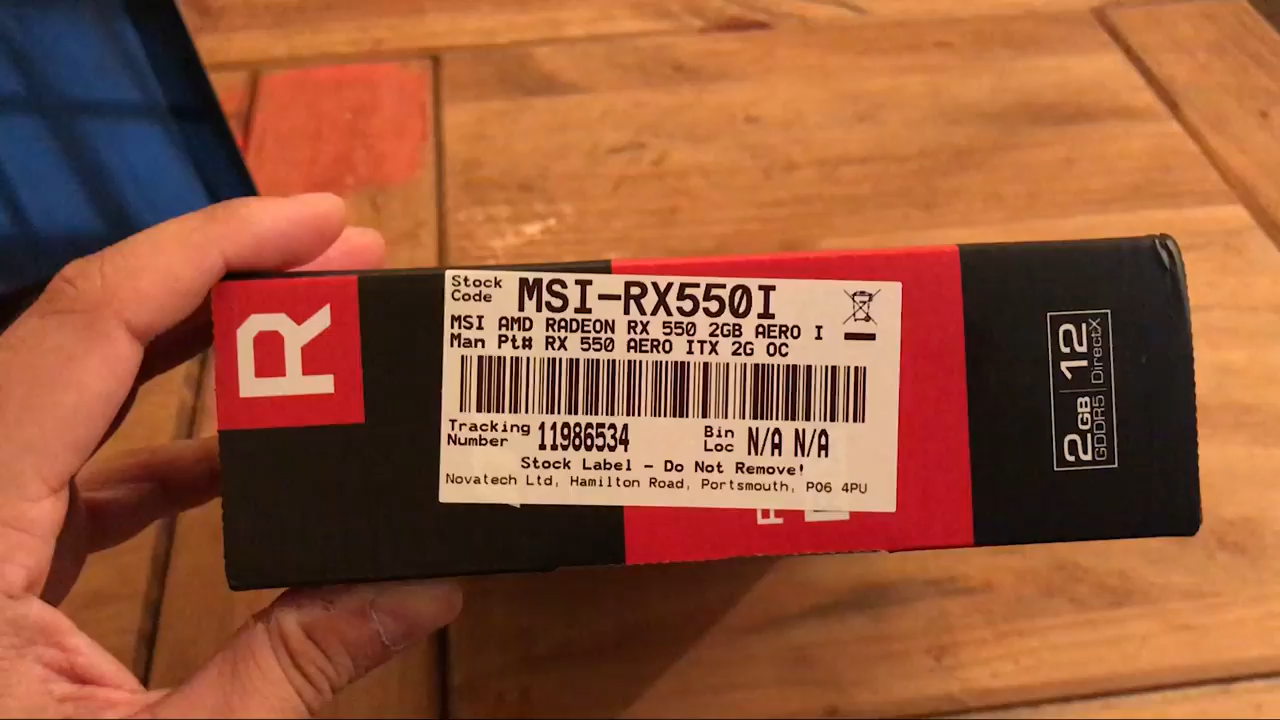 R
Stock Code MSI-RX550I
MSI AMD RADEON RX 550 2GB AERO I
Man Pt# RX 550 AERO ITX 2G OC
Tracking Number 11986534
Bin Loc N/A N/A
Stock Label - Do Not Remove!
Novatech Ltd, Hamilton Road, Portsmouth, PO6 4PU
2GB 12
GDDR5 DirectX